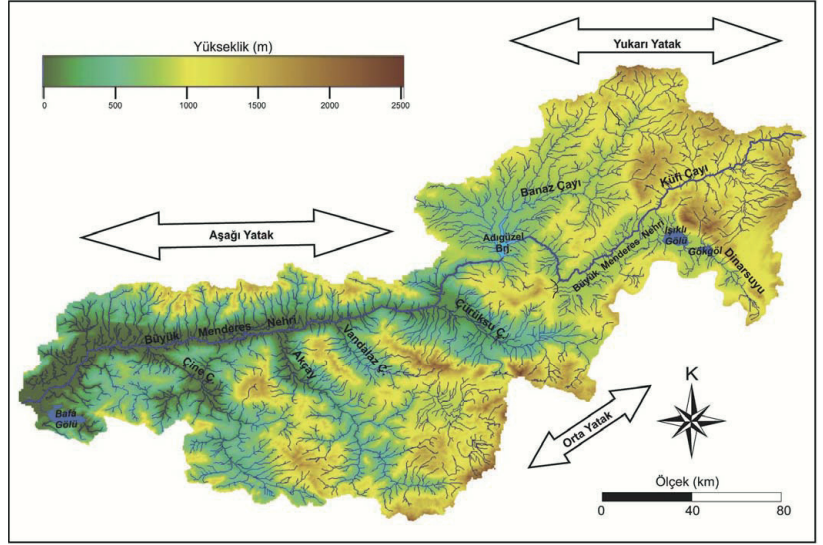 Yükseklik (m)
0 500 1000 1500 2000 2500
Yukarı Yatak
Banaz Çayı
Küfi Çayı
Aşağı Yatak
Adıgüzel
Brj.
Büyük Menderes Nehri
Işıklı
Gölü
Gökgöl
Dinarsuyu
Çürüksu Ç.
Büyük Menderes Nehri
Vandalaz Ç.
Akçay
Çine Ç.
Bafa
Gölü
K
Orta Yatak
Ölçek (km)
0 40 80